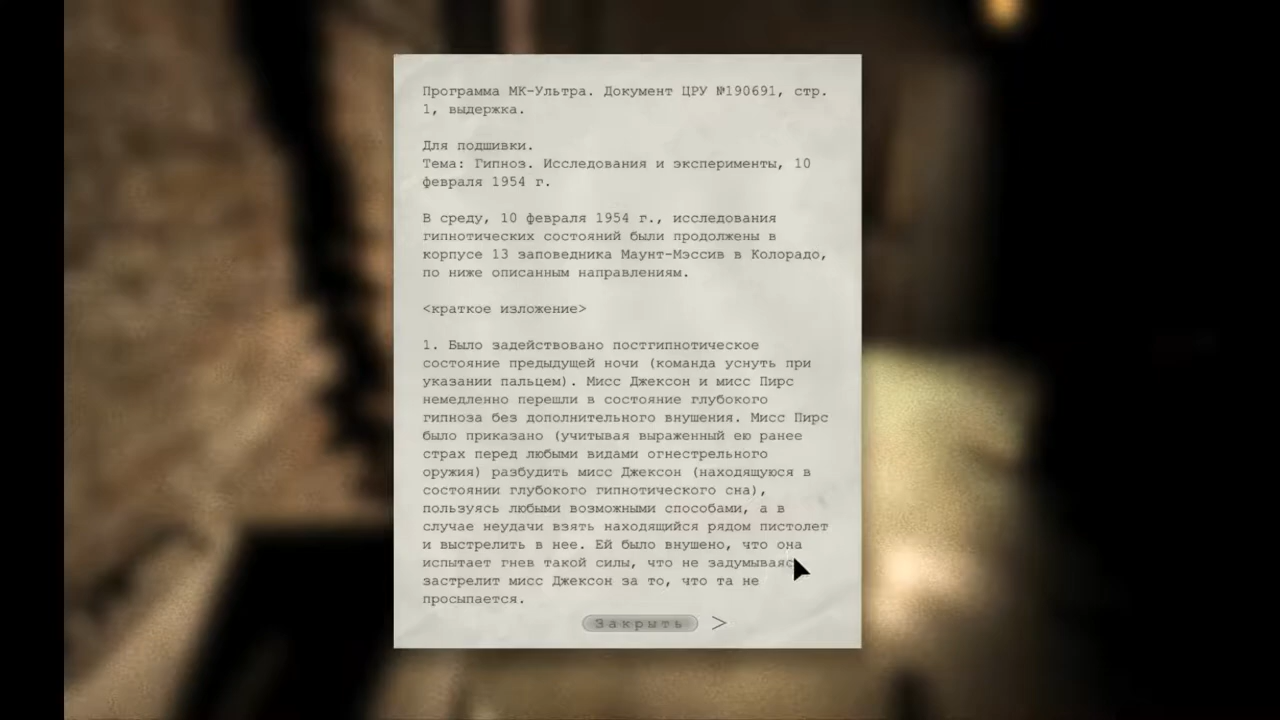 Программа МК-Ультра. Документ ЦРУ №190691, стр.
1, выдержка.
Для подшивки.
Тема: Гипноз. Исследования и эксперименты, 10
февраля 1954 г.
В среду, 10 февраля 1954 г., исследования
гипнотических состояний были продолжены в
корпусе 13 заповедника Маунт-Мэссив в Колорадо,
по ниже описанным направлениям.
<краткое изложение>
1. Было задействовано постгипнотическое
состояние предыдущей ночи (команда уснуть при
указании пальцем). Мисс Джексон и мисс Пирс
немедленно перешли в состояние глубокого
гипноза без дополнительного внушения. Мисс Пирс
было приказано (учитывая выраженный ею ранее
страх перед любыми видами огнестрельного
оружия) разбудить мисс Джексон (находящуюся в
состоянии глубокого гипнотического сна),
пользуясь любыми возможными способами, а в
случае неудачи взять находящийся рядом пистолет
и выстрелить в нее. Ей было внушено, что она
испытает гнев такой силы, что не задумываясь
застрелит мисс Джексон за то, что та не
просыпается.
Закрыть >